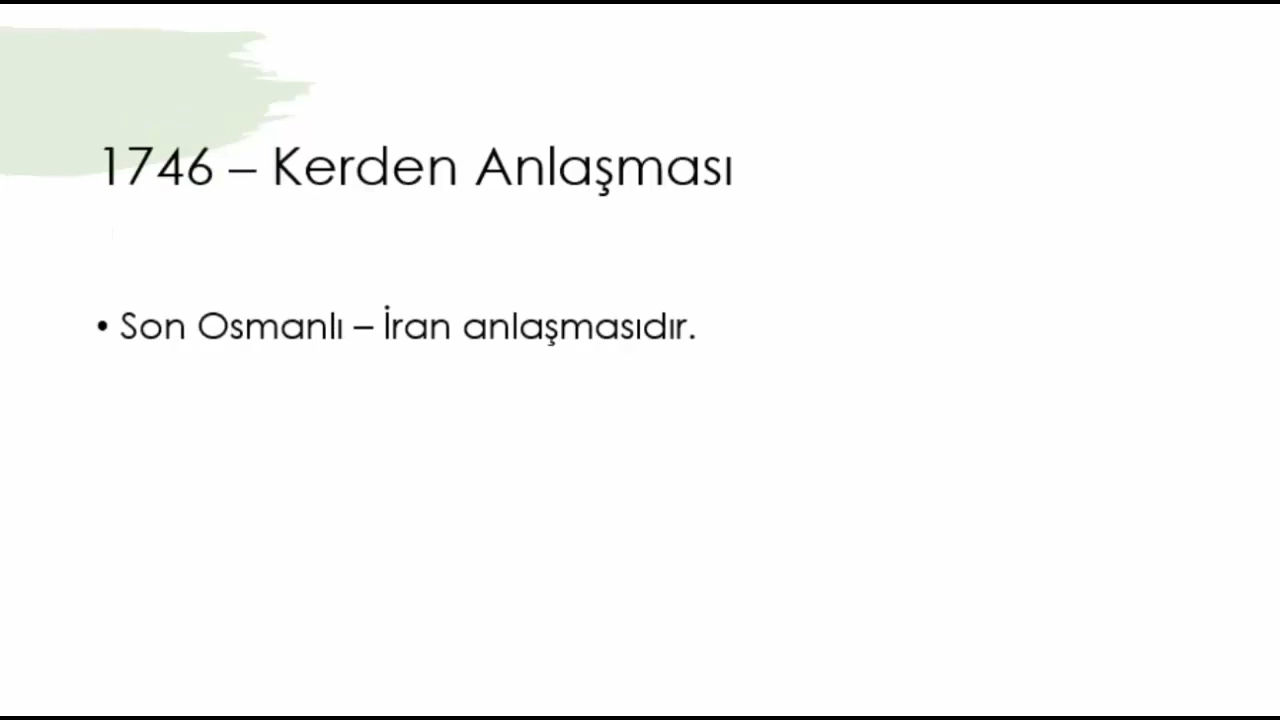 1746 – Kerden Anlaşması
• Son Osmanlı – İran anlaşmasıdır.